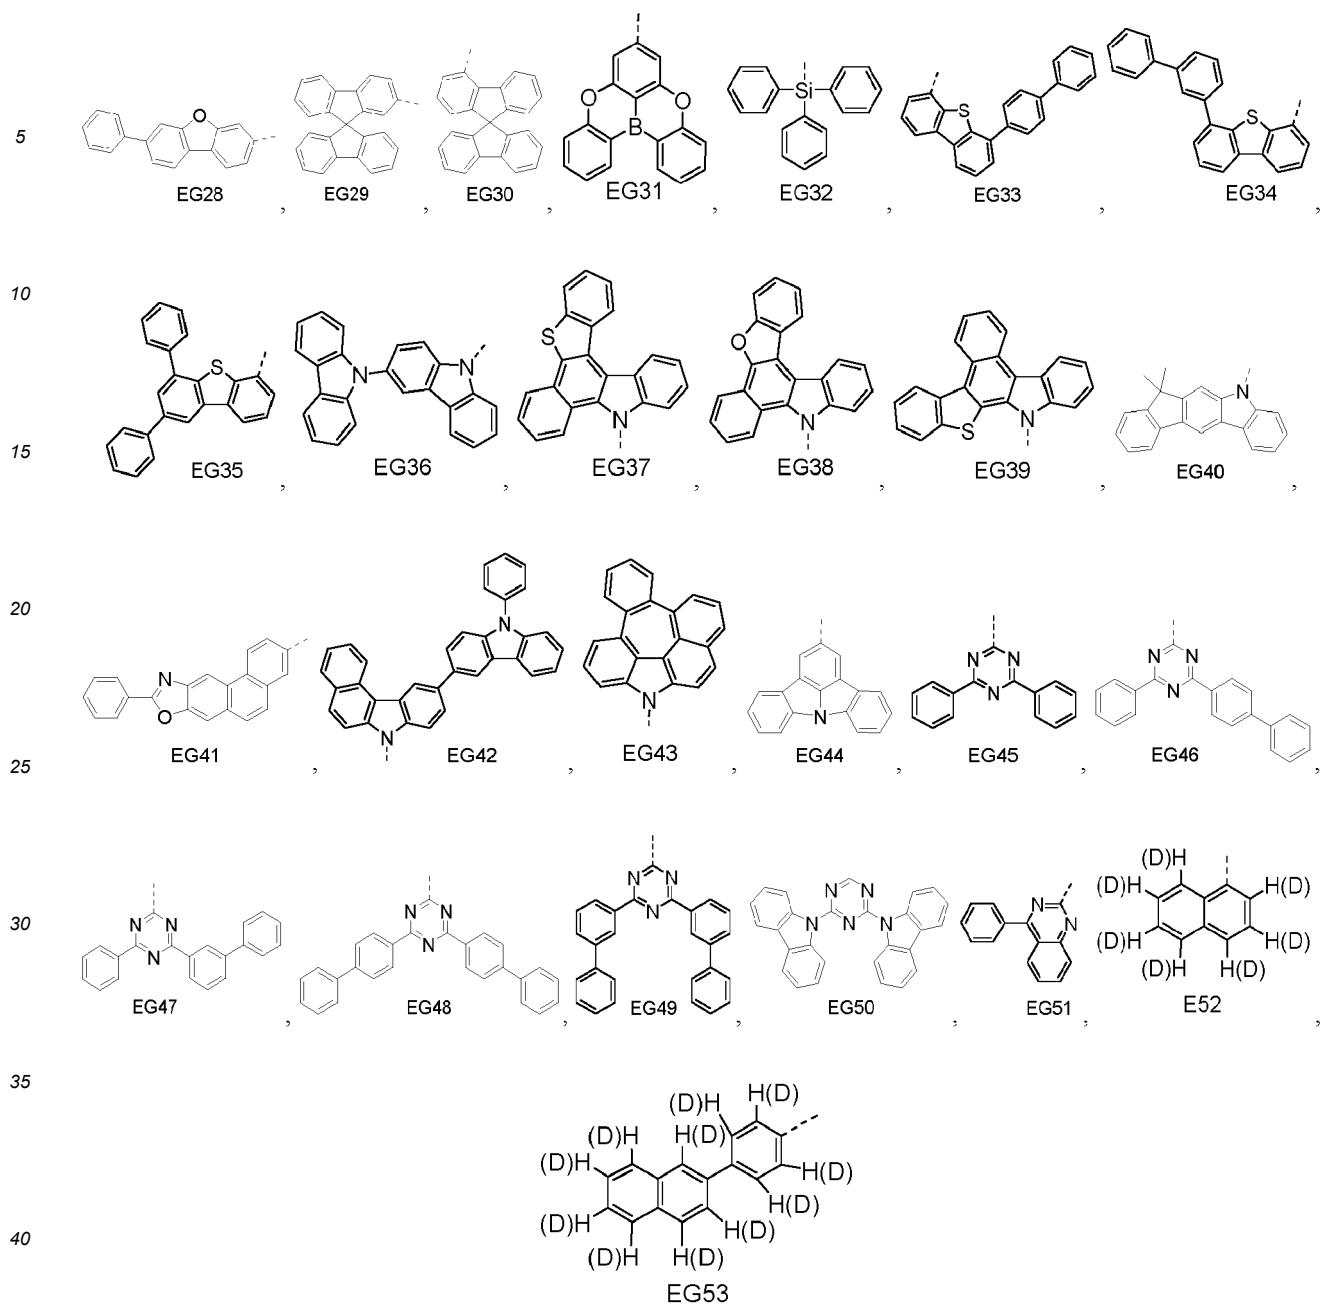 5
O
B
O
O
Si
S
S
EG28 , EG29 , EG30 , EG31 , EG32 , EG33 , EG34 ,
10
S
N
N
S
N
O
N
S
N
N
15
EG35 , EG36 , EG37 , EG38 , EG39 , EG40 ,
20
N
O
N
N
N
N
N N
N
N N
N
25
EG41 , EG42 , EG43 , EG44 , EG45 , EG46 ,
30
N N
N
N N
N
N N
N
N N
N N N
N
N
(D)H
(D)H H(D)
(D)H H(D)
(D)H H(D)
EG47 , EG48 , EG49 , EG50 , EG51 , E52 ,
35
(D)H H(D)
(D)H H(D)
(D)H H(D)
H(D)
(D)H H(D)
40
(D)H H(D)
EG53